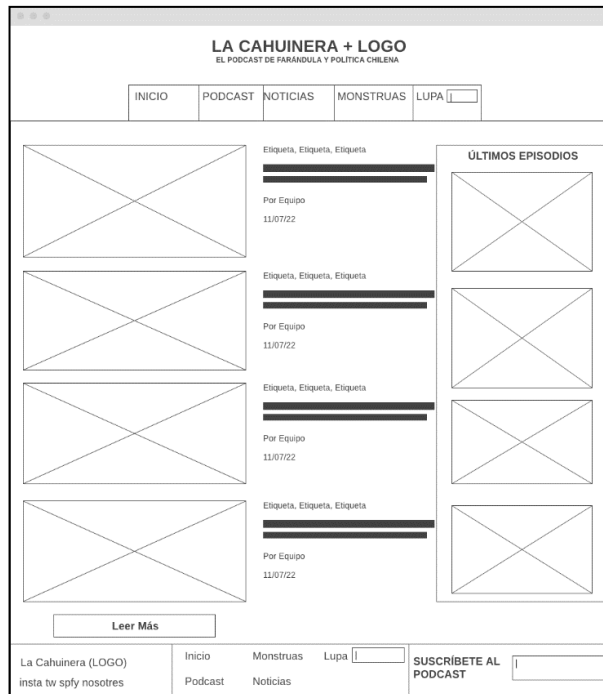 LA CAHUINERA + LOGO
EL PODCAST DE FARÁNDULA Y POLÍTICA CHILENA
INICIO PODCAST NOTICIAS MONSTRUAS LUPA
Etiqueta, Etiqueta, Etiqueta
Por Equipo
11/07/22
Etiqueta, Etiqueta, Etiqueta
Por Equipo
11/07/22
Etiqueta, Etiqueta, Etiqueta
Por Equipo
11/07/22
Etiqueta, Etiqueta, Etiqueta
Por Equipo
11/07/22
ÚLTIMOS EPISODIOS
Leer Más
La Cahuinera (LOGO)
insta tw spfy nosotres
Inicio Monstruas Lupa
Podcast Noticias
SUSCRÍBETE AL
PODCAST